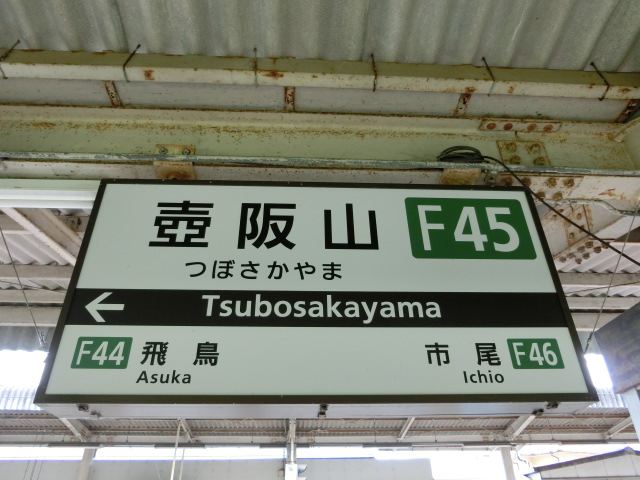 壺阪山 F45
つぼさかやま
Tsubosakayama
F44 飛鳥 市尾 F46
Asuka Ichio